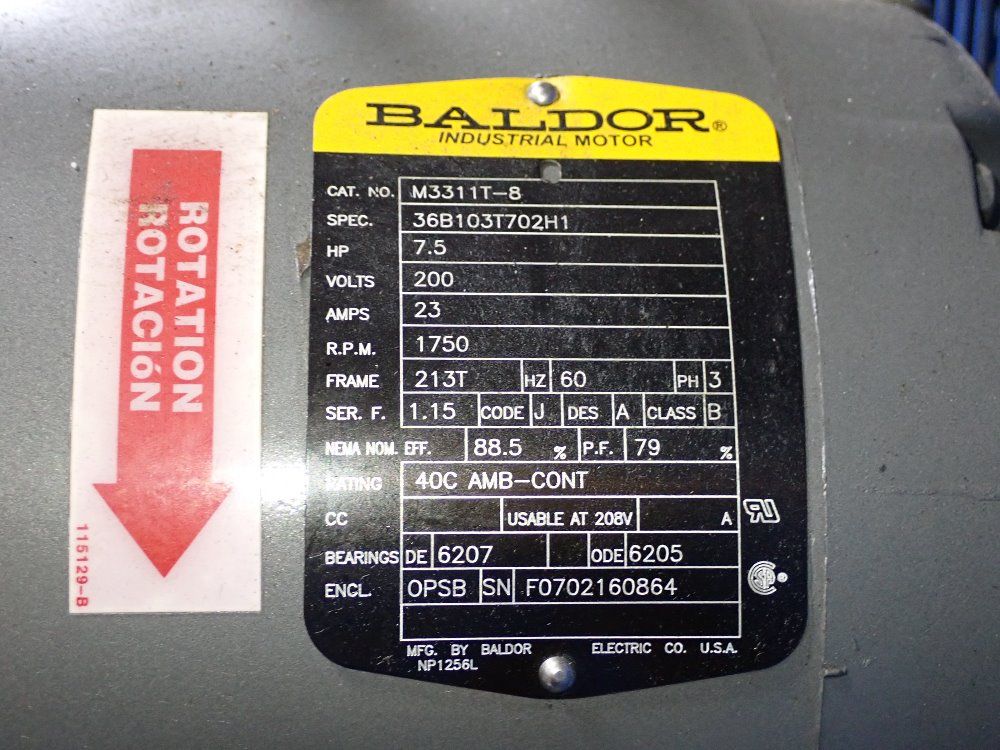 ROTATION
ROTACIÓN
115129-B
BALDOR®
INDUSTRIAL MOTOR
CAT. NO. M3311T-8
SPEC. 36B103T702H1
HP 7.5
VOLTS 200
AMPS 23
R.P.M. 1750
FRAME 213T HZ 60 PH 3
SER. F. 1.15 CODE J DES A CLASS B
NEMA NOM. EFF. 88.5 % P.F. 79 %
RATING 40C AMB-CONT
CC USABLE AT 208V A
BEARINGS DE 6207 ODE 6205
ENCL. OPSB SN F0702160864
MFG. BY BALDOR ELECTRIC CO. U.S.A.
NP1256L